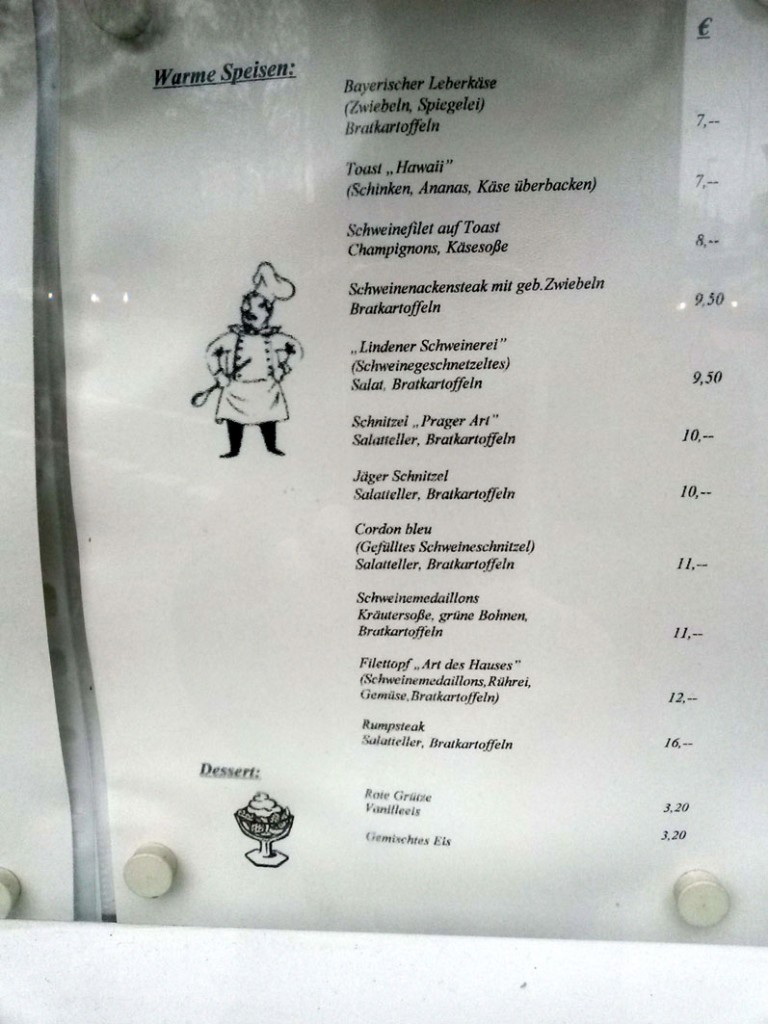 €
Warme Speisen:
Bayerischer Leberkäse
(Zwiebeln, Spiegelei)
Bratkartoffeln 7,--
Toast „Hawaii"
(Schinken, Ananas, Käse überbacken) 7,--
Schweinefilet auf Toast
Champignons, Käsesoße 8,--
Schweinenackensteak mit geb.Zwiebeln
Bratkartoffeln 9,50
„Lindener Schweinerei"
(Schweinegeschnetzeltes)
Salat, Bratkartoffeln 9,50
Schnitzel „Prager Art"
Salatteller, Bratkartoffeln 10,--
Jäger Schnitzel
Salatteller, Bratkartoffeln 10,--
Cordon bleu
(Gefülltes Schweineschnitzel)
Salatteller, Bratkartoffeln 11,--
Schweinemedaillons
Kräutersoße, grüne Bohnen,
Bratkartoffeln 11,--
Filettopf „Art des Hauses"
(Schweinemedaillons,Rührei,
Gemüse,Bratkartoffeln) 12,--
Rumpsteak
Salatteller, Bratkartoffeln 16,--
Dessert:
Rote Grütze
Vanilleeis 3,20
Gemischtes Eis 3,20